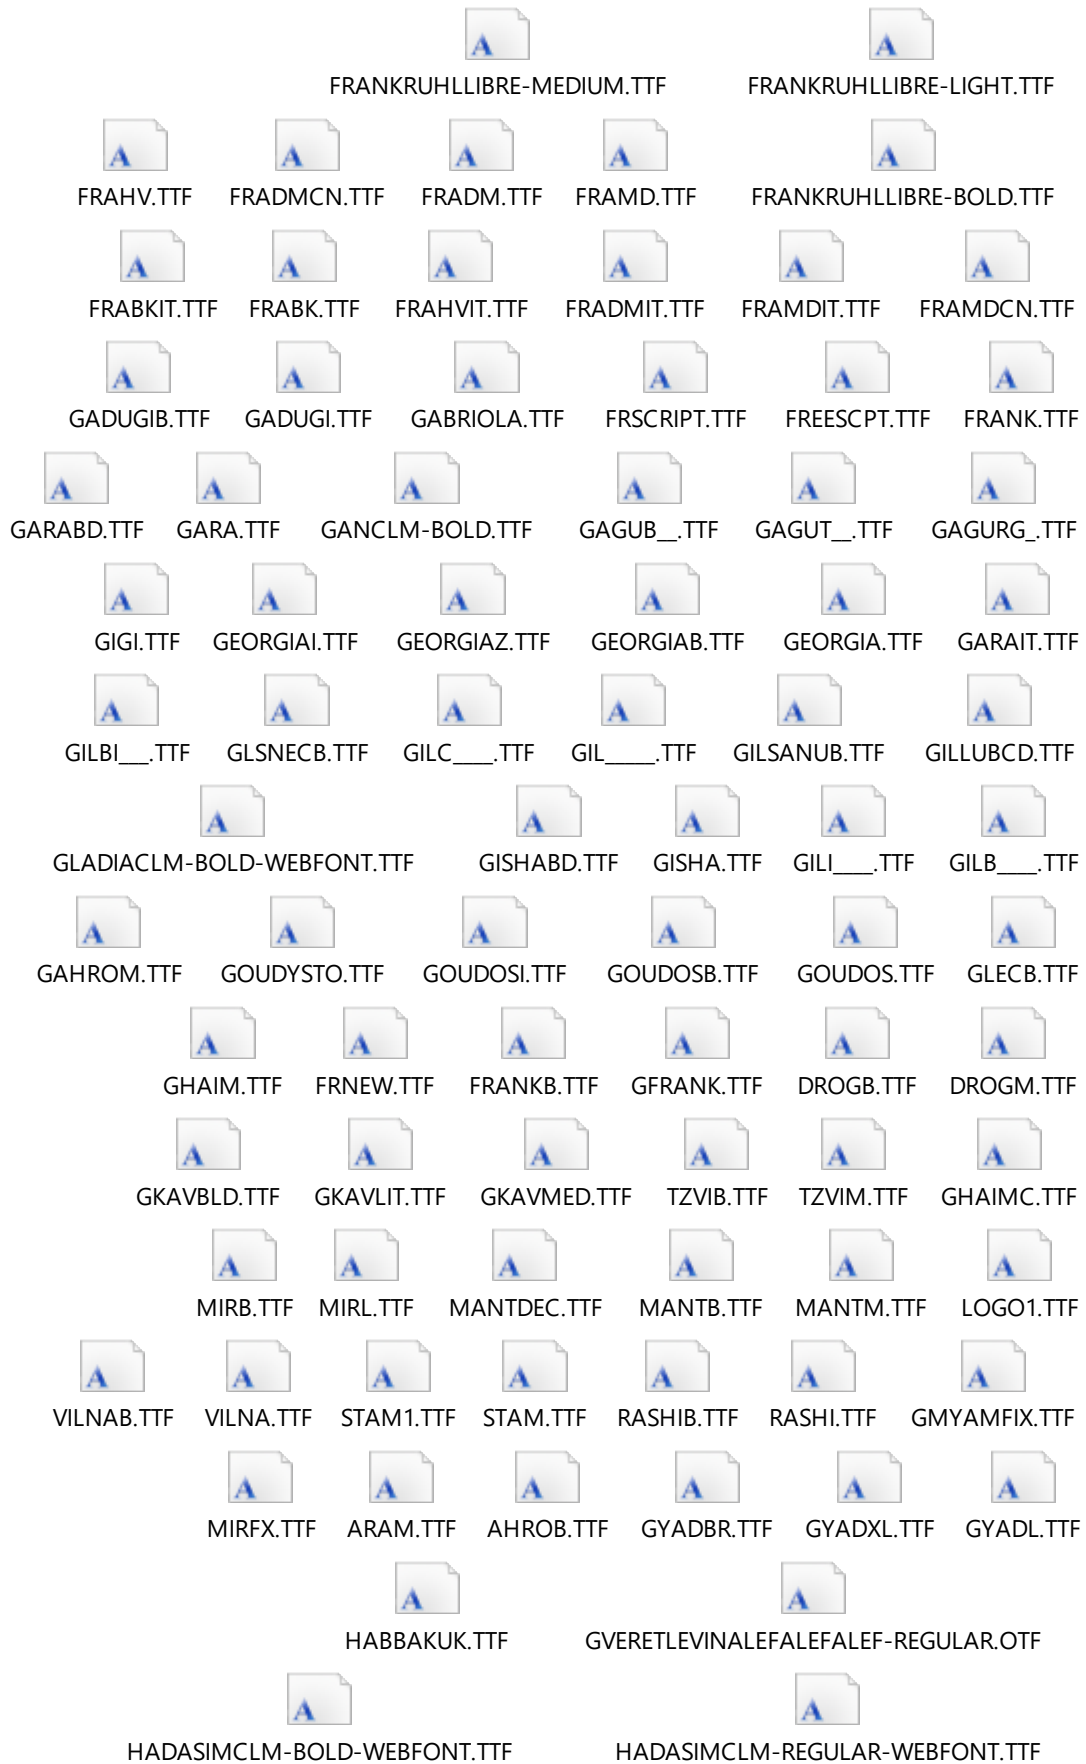 FRANKRUHLLIBRE-MEDIUM.TTF FRANKRUHLLIBRE-LIGHT.TTF
FRAHV.TTF FRADMCN.TTF FRADM.TTF FRAMD.TTF FRANKRUHLLIBRE-BOLD.TTF
FRABKIT.TTF FRABK.TTF FRAHVIT.TTF FRADMIT.TTF FRAMDIT.TTF FRAMDCN.TTF
GADUGIB.TTF GADUGI.TTF GABRIOLA.TTF FRSCRIPT.TTF FREESCPT.TTF FRANK.TTF
GARABD.TTF GARA.TTF GANCLM-BOLD.TTF GAGUB__.TTF GAGUT__.TTF GAGURG_.TTF
GIGI.TTF GEORGIAI.TTF GEORGIAZ.TTF GEORGIAB.TTF GEORGIA.TTF GARAIT.TTF
GILBI___.TTF GLSNECB.TTF GILC____.TTF GIL_____.TTF GILSANUB.TTF GILLUBCD.TTF
GLADIACLM-BOLD-WEBFONT.TTF GISHABD.TTF GISHA.TTF GILI____.TTF GILB____.TTF
GAHROM.TTF GOUDYSTO.TTF GOUDOSI.TTF GOUDOSB.TTF GOUDOS.TTF GLECB.TTF
GHAIM.TTF FRNEW.TTF FRANKB.TTF GFRANK.TTF DROGB.TTF DROGM.TTF
GKAVBLD.TTF GKAVLIT.TTF GKAVMED.TTF TZVIB.TTF TZVIM.TTF GHAIMC.TTF
MIRB.TTF MIRL.TTF MANTDEC.TTF MANTB.TTF MANTM.TTF LOGO1.TTF
VILNAB.TTF VILNA.TTF STAM1.TTF STAM.TTF RASHIB.TTF RASHI.TTF GMYAMFIX.TTF
MIRFX.TTF ARAM.TTF AHROB.TTF GYADBR.TTF GYADXL.TTF GYADL.TTF
HABBAKUK.TTF GVERETLEVINALEFALEFALEF-REGULAR.OTF
HADASIMCLM-BOLD-WEBFONT.TTF HADASIMCLM-REGULAR-WEBFONT.TTF